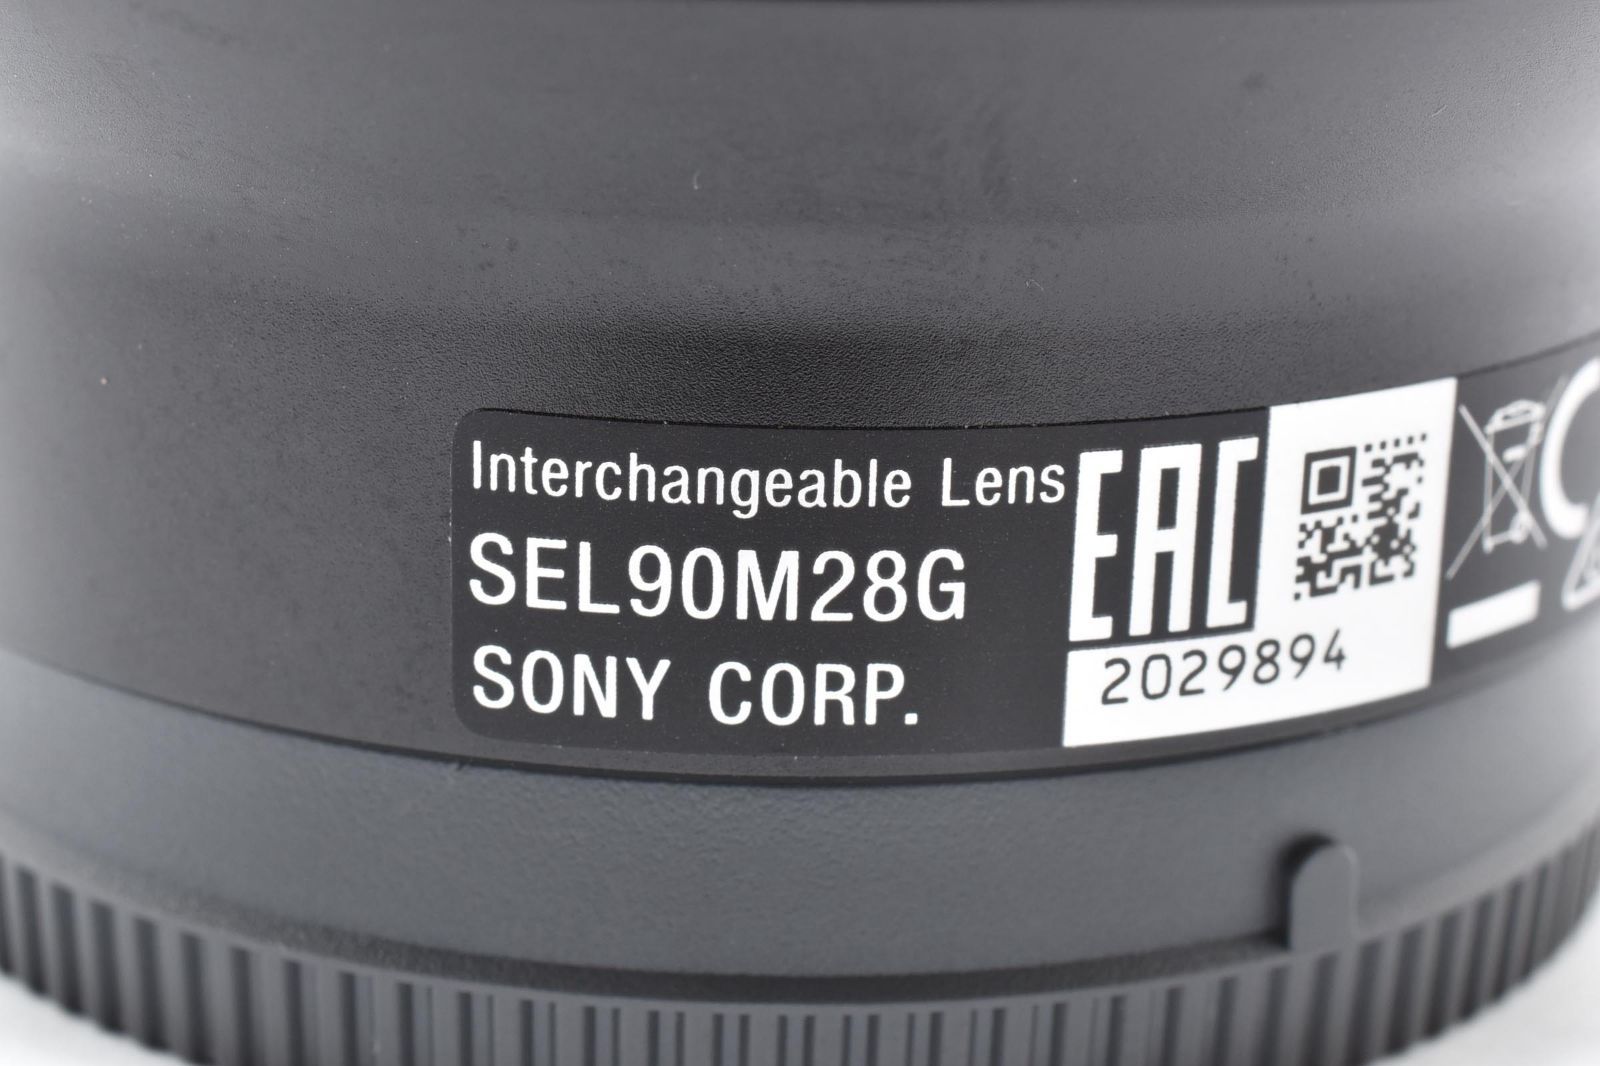 Interchangeable Lens
SEL90M28G
SONY CORP.
EAC
2029894